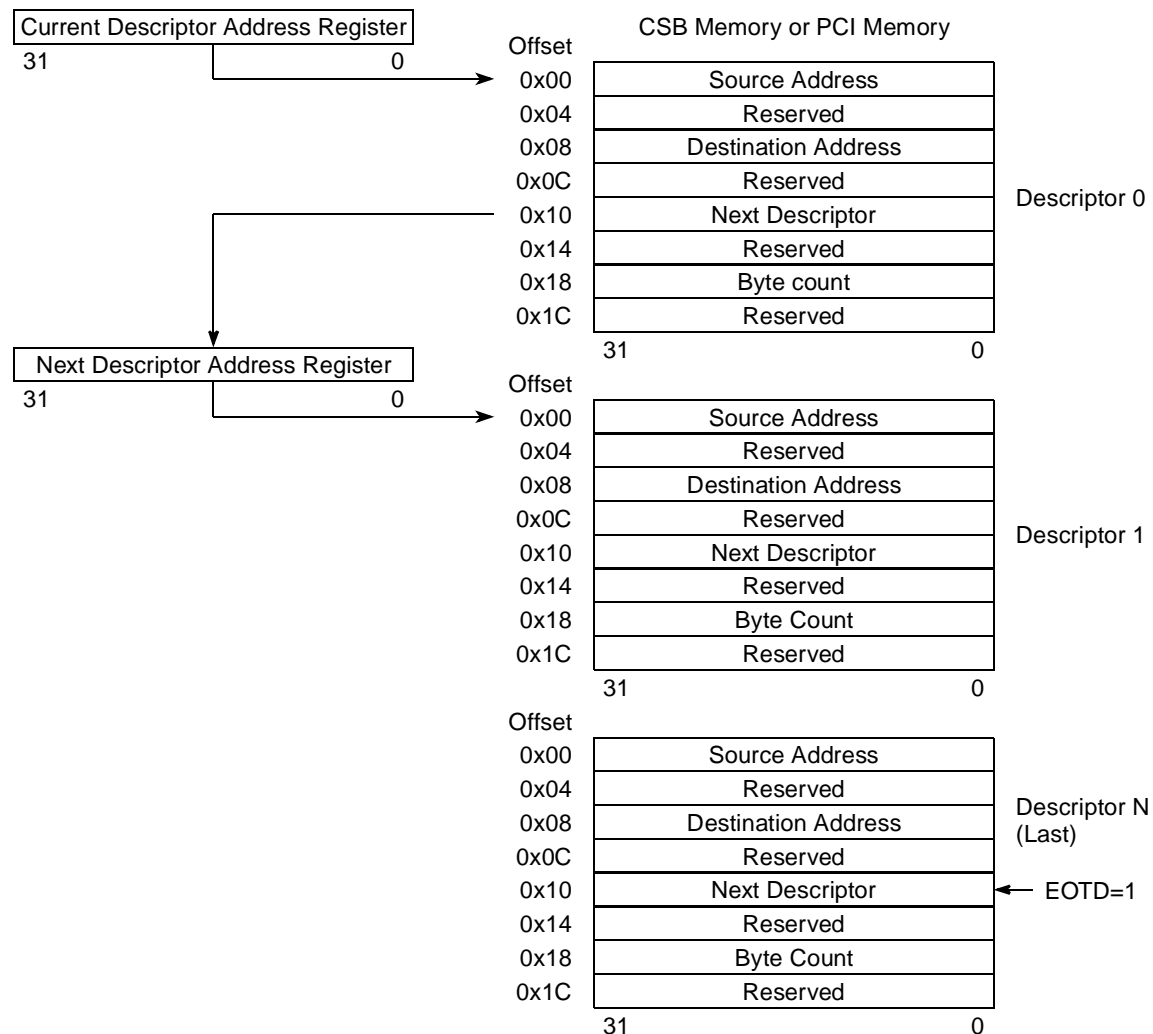 Current Descriptor Address Register
31 0
CSB Memory or PCI Memory
Offset
0x00 Source Address
0x04 Reserved
0x08 Destination Address
0x0C Reserved
0x10 Next Descriptor
0x14 Reserved
0x18 Byte count
0x1C Reserved
31 0
Descriptor 0
Next Descriptor Address Register
31 0
Offset
0x00 Source Address
0x04 Reserved
0x08 Destination Address
0x0C Reserved
0x10 Next Descriptor
0x14 Reserved
0x18 Byte Count
0x1C Reserved
31 0
Descriptor 1
Offset
0x00 Source Address
0x04 Reserved
0x08 Destination Address
0x0C Reserved
0x10 Next Descriptor
0x14 Reserved
0x18 Byte Count
0x1C Reserved
31 0
Descriptor N
(Last)
EOTD=1